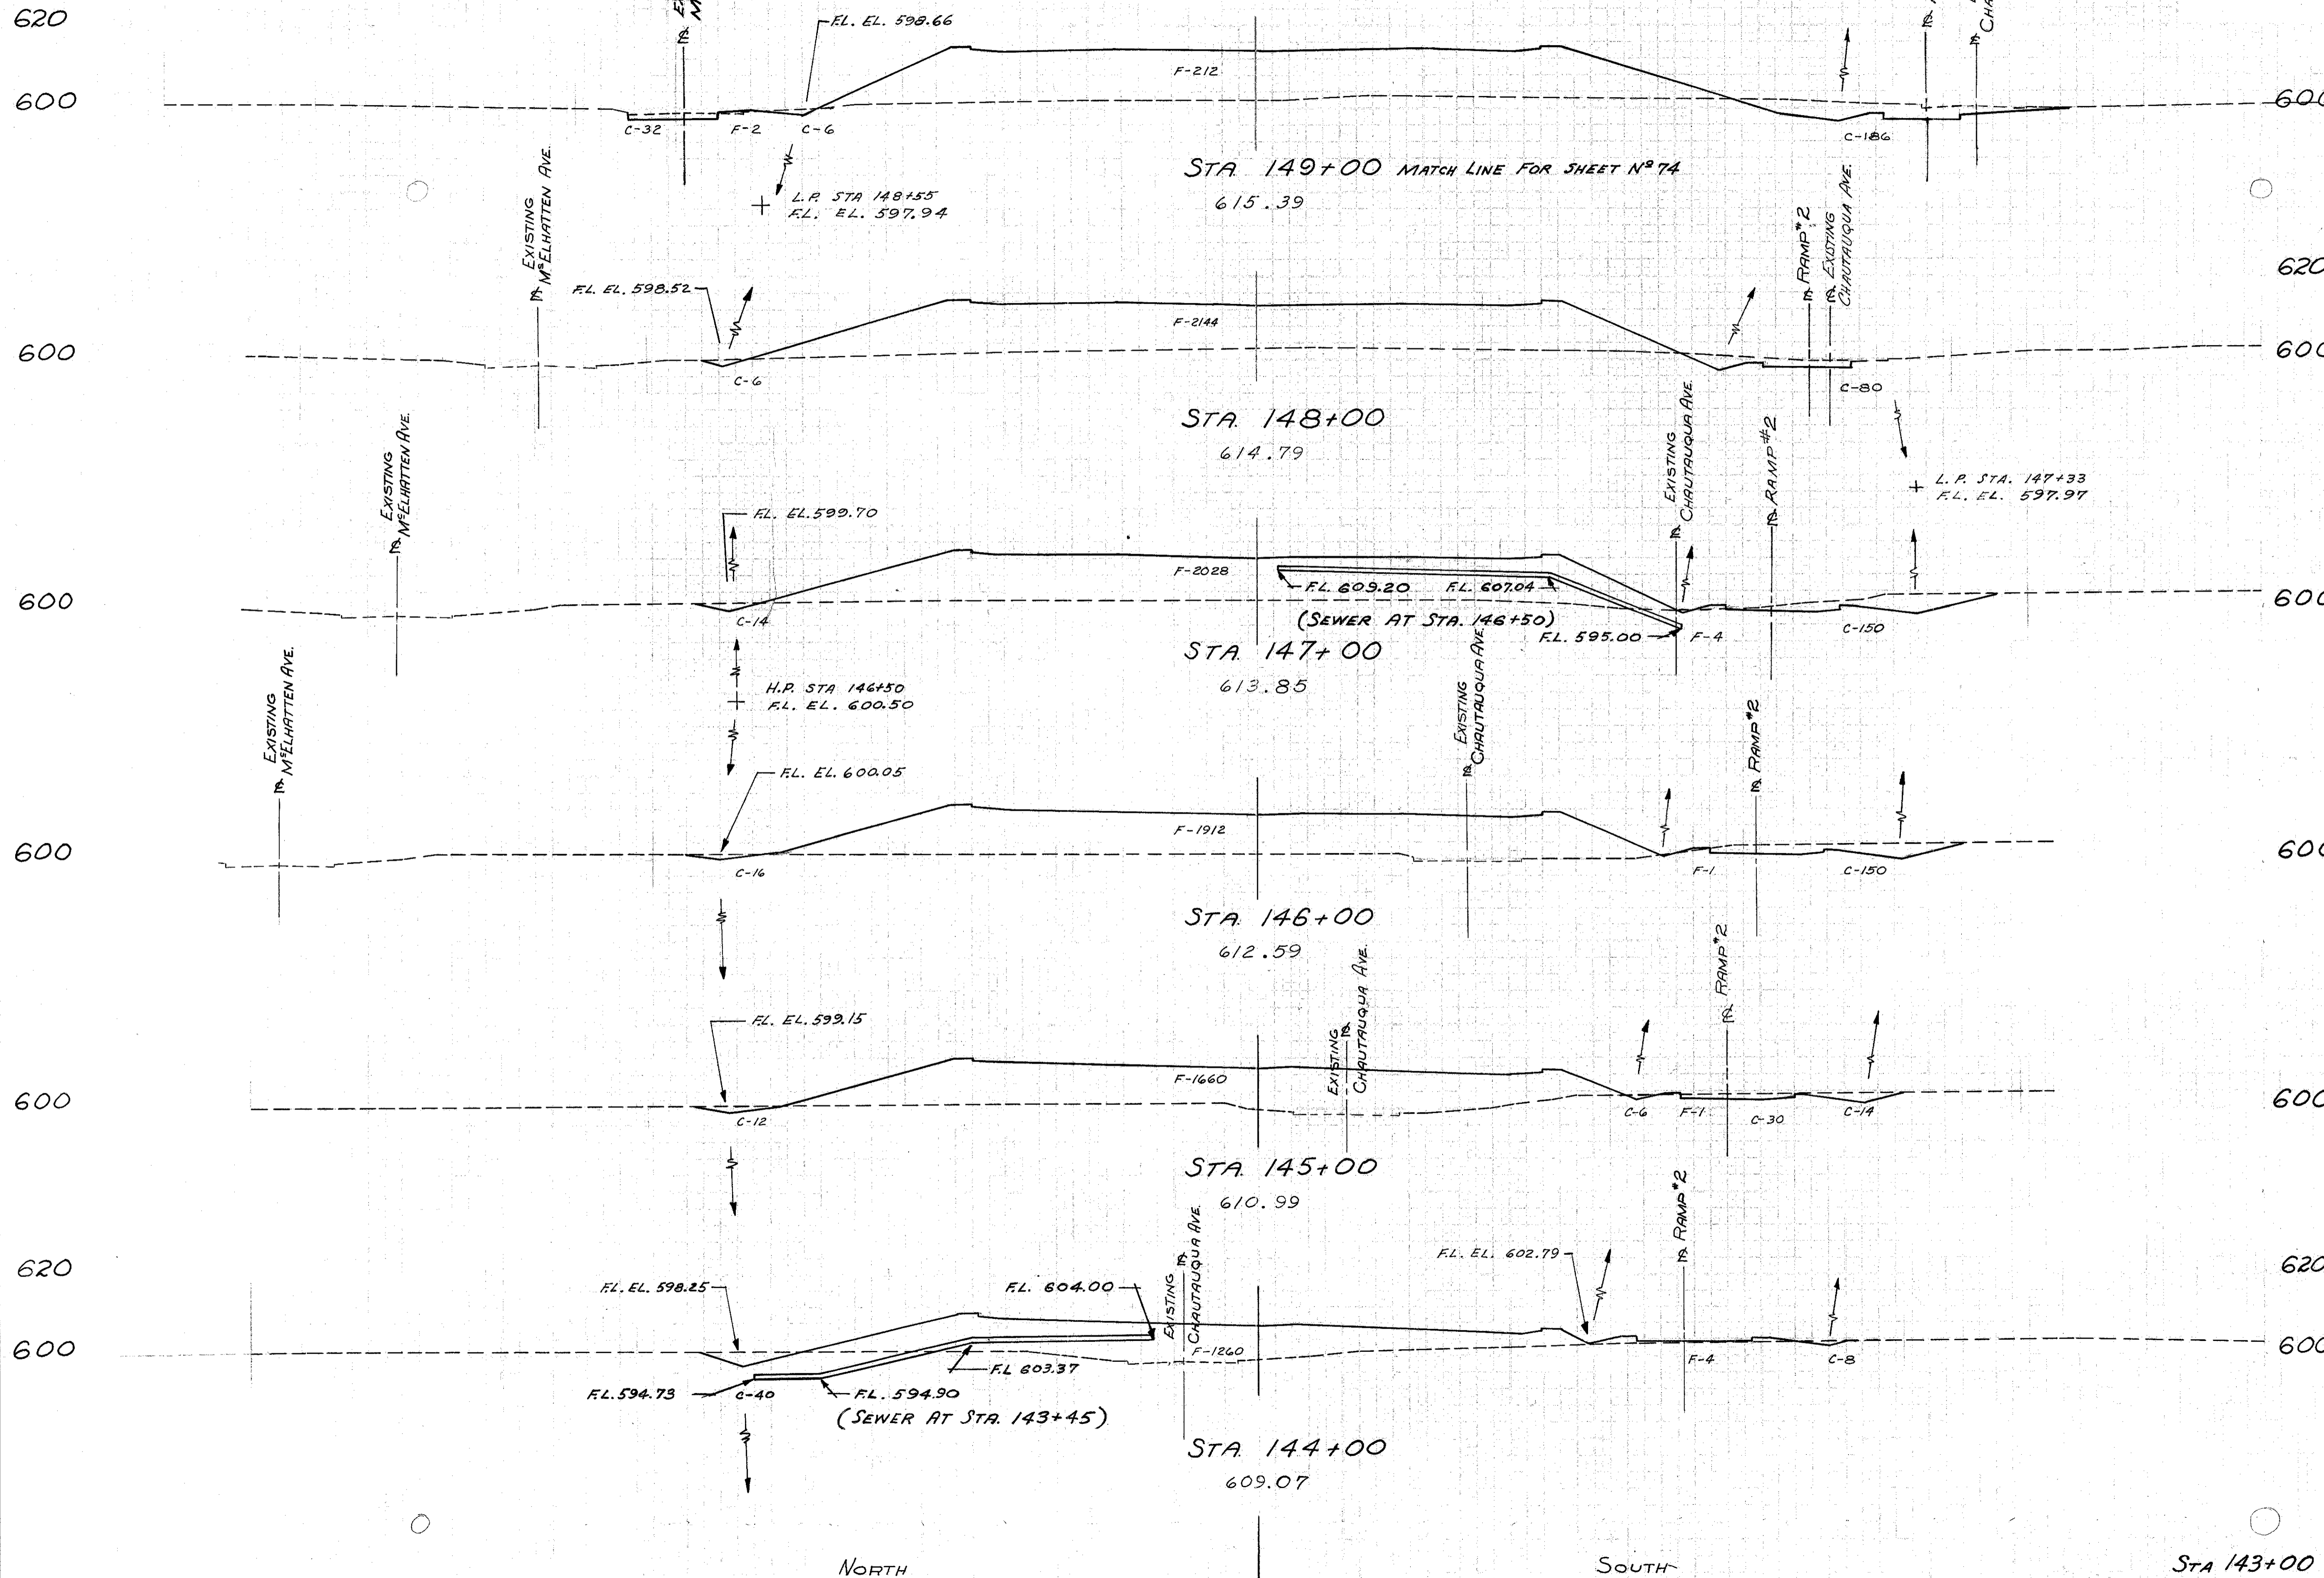 620
F.L. EL. 598.66
F-212
600
600
C-32
F-2
C-6
C-186
STA 149+00 MATCH LINE FOR SHEET Nº 74
615.39
L.P. STA 148+55
F.L. EL. 597.94
EXISTING
McELHATTEN AVE.
RAMP #2
EXISTING
CHAUTAUQUA AVE.
620
F.L. EL. 598.52
F-2144
600
600
C-6
C-80
STA. 148+00
614.79
EXISTING
McELHATTEN AVE.
EXISTING
CHAUTAUQUA AVE.
RAMP #2
L.P. STA. 147+33
F.L. EL. 597.97
F.L. EL. 599.70
F-2028
F.L. 609.20
F.L. 607.04
600
600
C-14
(SEWER AT STA. 146+50)
F.L. 595.00
F-4
C-150
STA. 147+00
613.85
EXISTING
McELHATTEN AVE.
H.P. STA 146+50
F.L. EL. 600.50
EXISTING
CHAUTAUQUA AVE.
RAMP #2
F.L. EL. 600.05
F-1912
600
600
C-16
F-1
C-150
STA. 146+00
612.59
EXISTING
CHAUTAUQUA AVE.
RAMP #2
F.L. EL. 599.15
F-1660
600
600
C-12
C-6
F-1
C-30
C-14
STA. 145+00
610.99
EXISTING
CHAUTAUQUA AVE.
RAMP #2
620
620
F.L. EL. 598.25
F.L. 604.00
F.L. EL. 602.79
600
600
F-1260
F.L 603.37
F-4
C-8
F.L. 594.73
C-40
F.L. 594.90
(SEWER AT STA. 143+45)
STA. 144+00
609.07
NORTH
SOUTH
STA 143+00